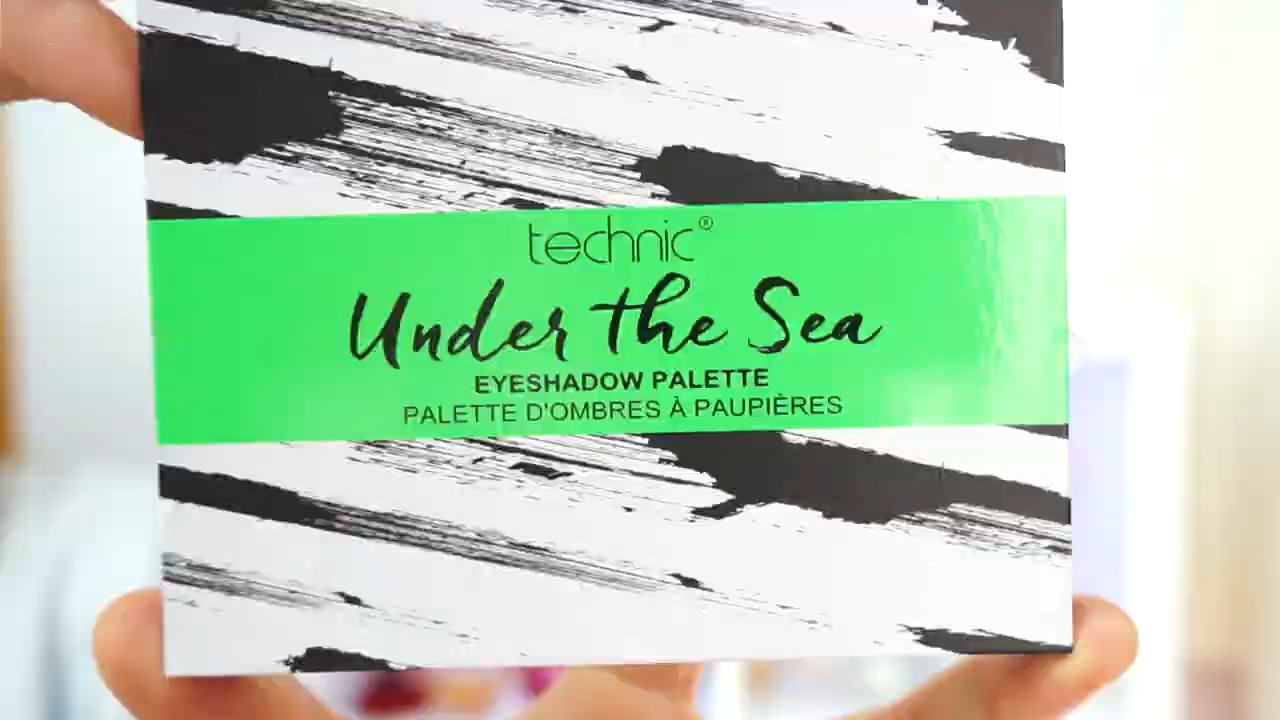 technic®
Under the Sea
EYESHADOW PALETTE
PALETTE D'OMBRES À PAUPIÈRES